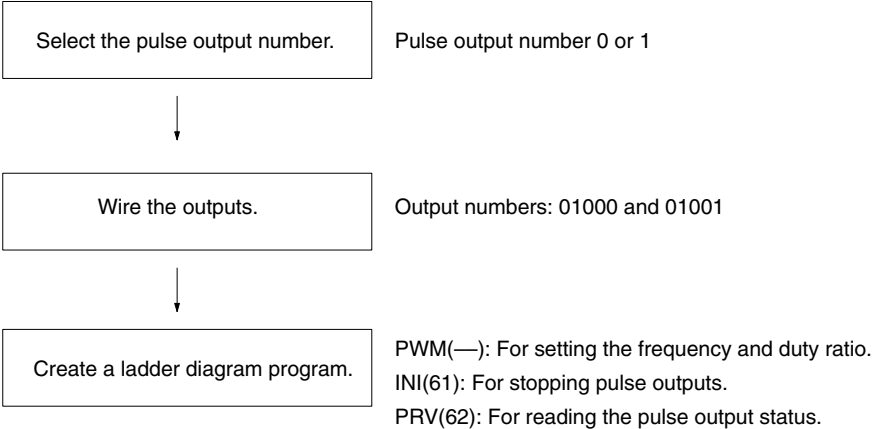 Select the pulse output number.
Pulse output number 0 or 1
Wire the outputs.
Output numbers: 01000 and 01001
Create a ladder diagram program.
PWM(—): For setting the frequency and duty ratio.
INI(61): For stopping pulse outputs.
PRV(62): For reading the pulse output status.